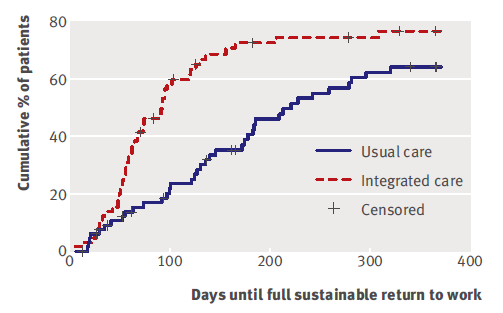 Cumulative % of patients
80
60
40
20
0
0
100
200
300
400
Usual care
Integrated care
Censored
Days until full sustainable return to work